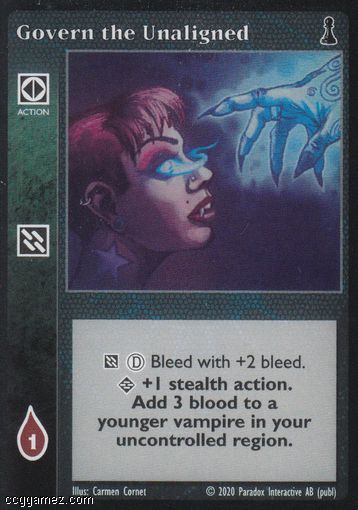 Govern the Unaligned
ACTION
D Bleed with +2 bleed.
+1 stealth action.
Add 3 blood to a
younger vampire in your
uncontrolled region.
1
Illus: Carmen Cornet © 2020 Paradox Interactive AB (publ)
ccggamez.com